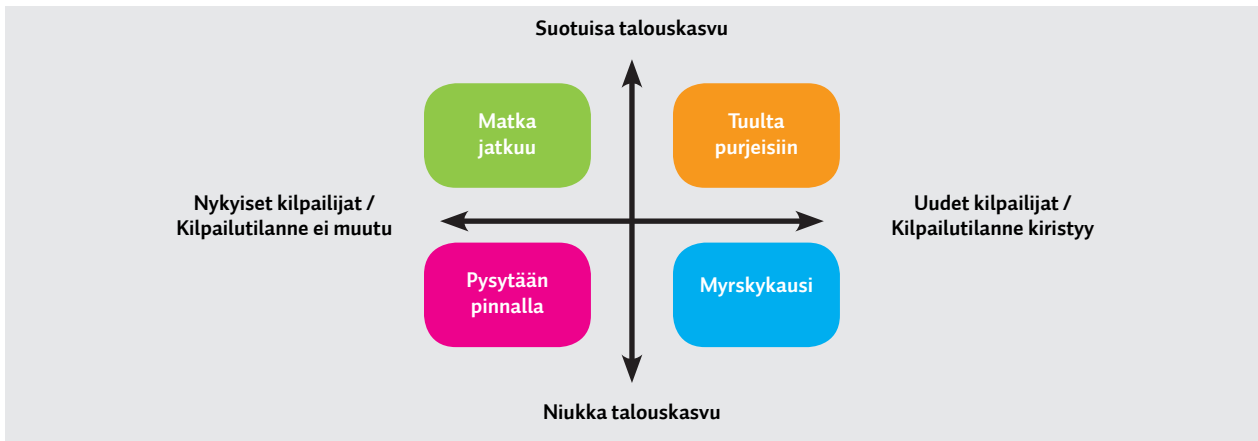 Suotuisa talouskasvu
Matka
jatkuu
Tuulta
purjeisiin
Nykyiset kilpailijat /
Kilpailutilanne ei muutu
Uudet kilpailijat /
Kilpailutilanne kiristyy
Pysytään
pinnalla
Myrskykausi
Niukka talouskasvu